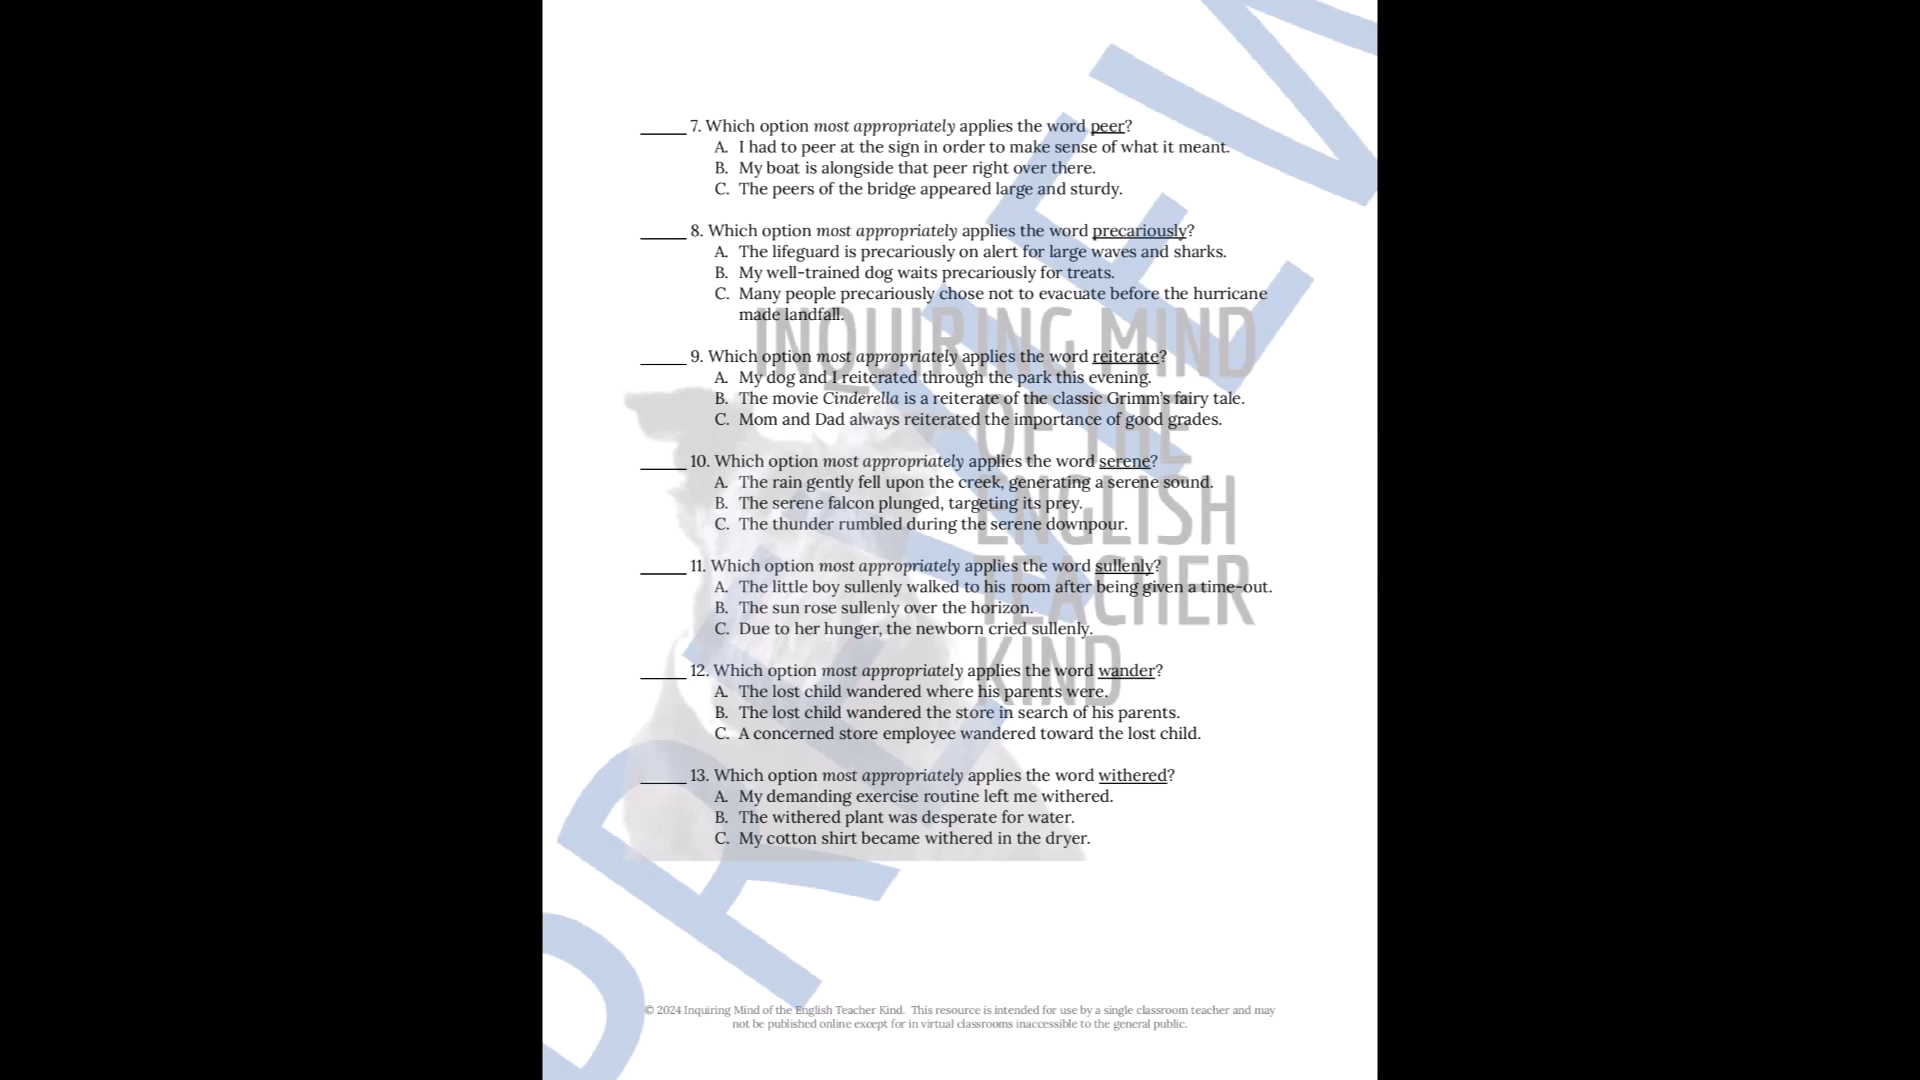 _____ 7. Which option most appropriately applies the word peer?
A. I had to peer at the sign in order to make sense of what it meant.
B. My boat is alongside that peer right over there.
C. The peers of the bridge appeared large and sturdy.
_____ 8. Which option most appropriately applies the word precariously?
A. The lifeguard is precariously on alert for large waves and sharks.
B. My well-trained dog waits precariously for treats.
C. Many people precariously chose not to evacuate before the hurricane
made landfall.
_____ 9. Which option most appropriately applies the word reiterate?
A. My dog and I reiterated through the park this evening.
B. The movie Cinderella is a reiterate of the classic Grimm's fairy tale.
C. Mom and Dad always reiterated the importance of good grades.
_____ 10. Which option most appropriately applies the word serene?
A. The rain gently fell upon the creek, generating a serene sound.
B. The serene falcon plunged, targeting its prey.
C. The thunder rumbled during the serene downpour.
_____ 11. Which option most appropriately applies the word sullenly?
A. The little boy sullenly walked to his room after being given a time-out.
B. The sun rose sullenly over the horizon.
C. Due to her hunger, the newborn cried sullenly.
_____ 12. Which option most appropriately applies the word wander?
A. The lost child wandered where his parents were.
B. The lost child wandered the store in search of his parents.
C. A concerned store employee wandered toward the lost child.
_____ 13. Which option most appropriately applies the word withered?
A. My demanding exercise routine left me withered.
B. The withered plant was desperate for water.
C. My cotton shirt became withered in the dryer.
© 2024 Inquiring Mind of the English Teacher Kind. This resource is intended for use by a single classroom teacher and may
not be published online except for in virtual classrooms inaccessible to the general public.
INQUIRING MIND
OF THE
ENGLISH
TEACHER
KIND
PREVIEW